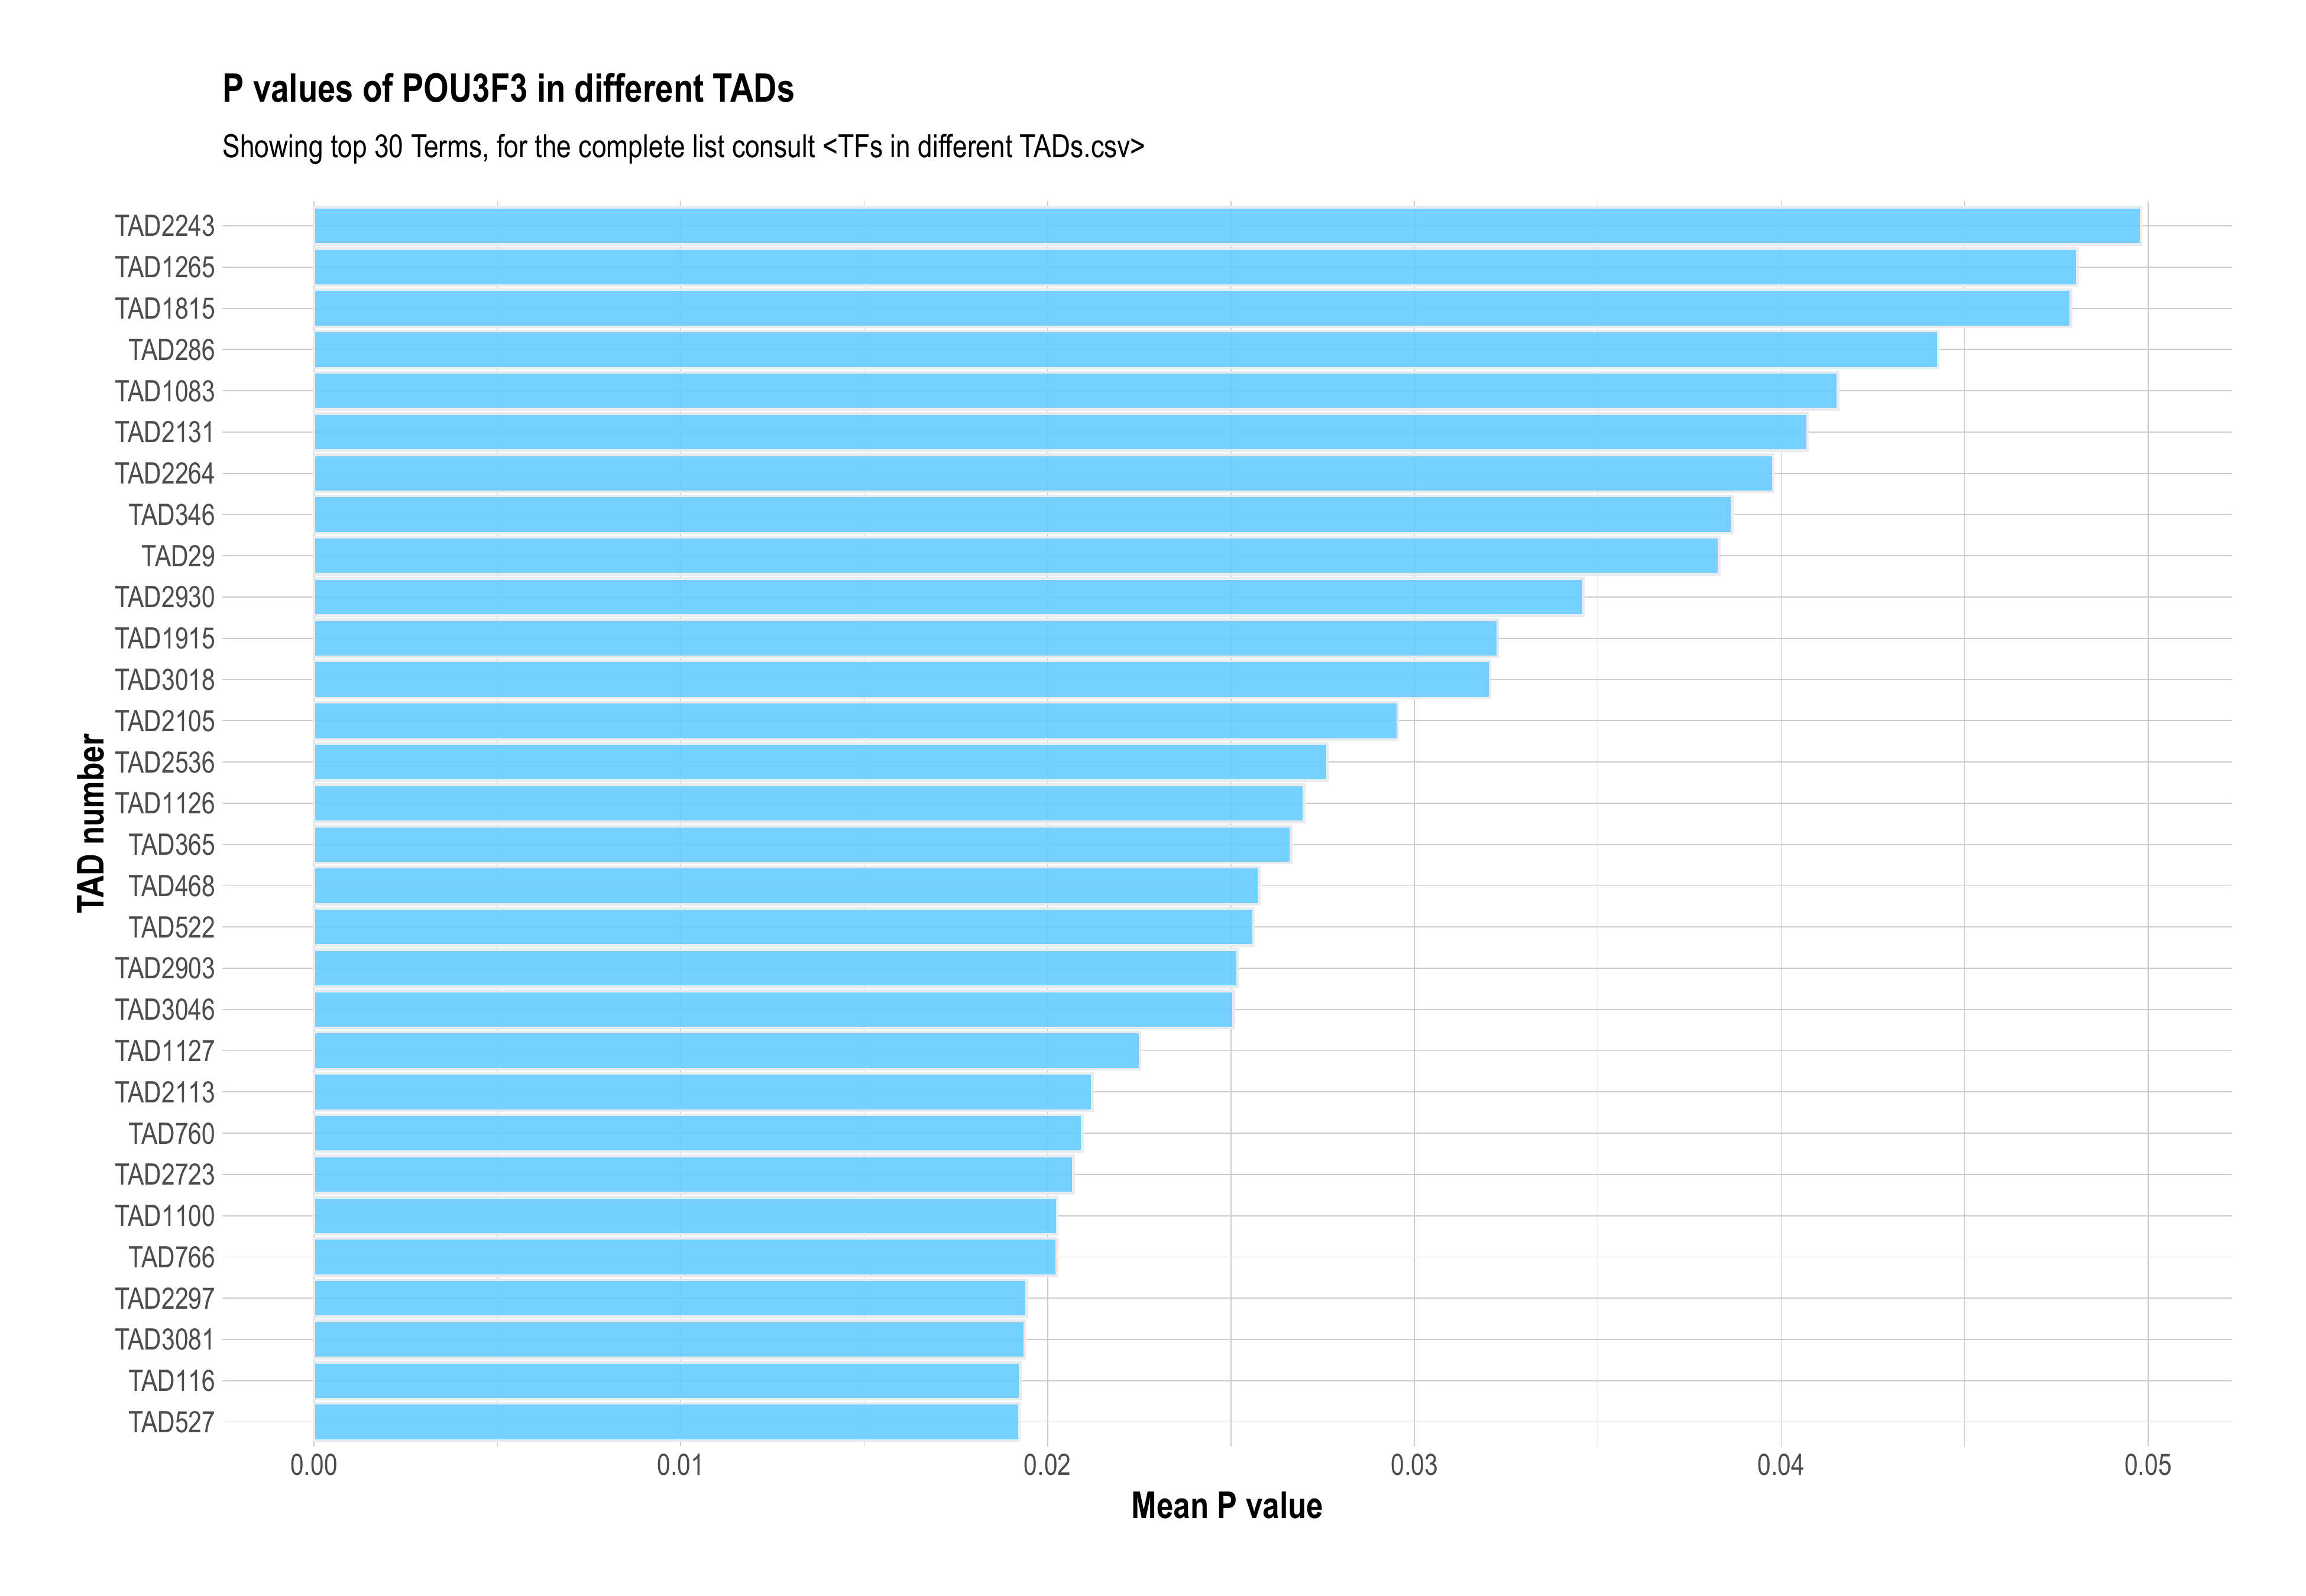 P values of POU3F3 in different TADs
Showing top 30 Terms, for the complete list consult <TFs in different TADs.csv>
TAD number
TAD2243
TAD1265
TAD1815
TAD286
TAD1083
TAD2131
TAD2264
TAD346
TAD29
TAD2930
TAD1915
TAD3018
TAD2105
TAD2536
TAD1126
TAD365
TAD468
TAD522
TAD2903
TAD3046
TAD1127
TAD2113
TAD760
TAD2723
TAD1100
TAD766
TAD2297
TAD3081
TAD116
TAD527
0.00 0.01 0.02 0.03 0.04 0.05
Mean P value